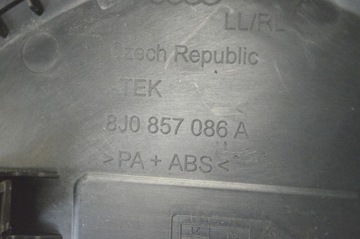 LL/RL
Czech Republic
TEK
8J0 857 086 A
>PA + ABS<